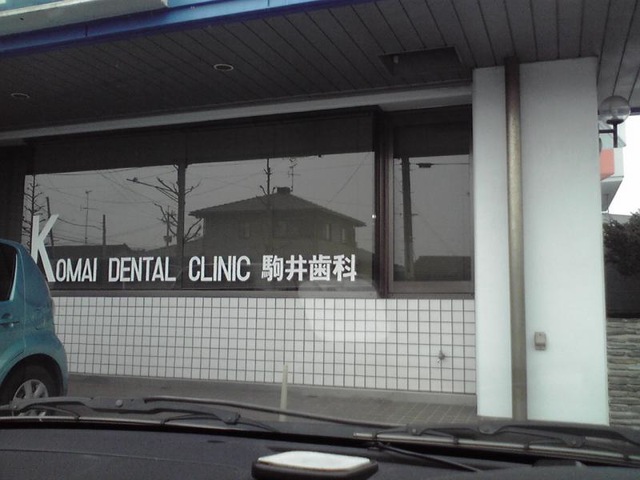 KOMAI DENTAL CLINIC 駒井歯科